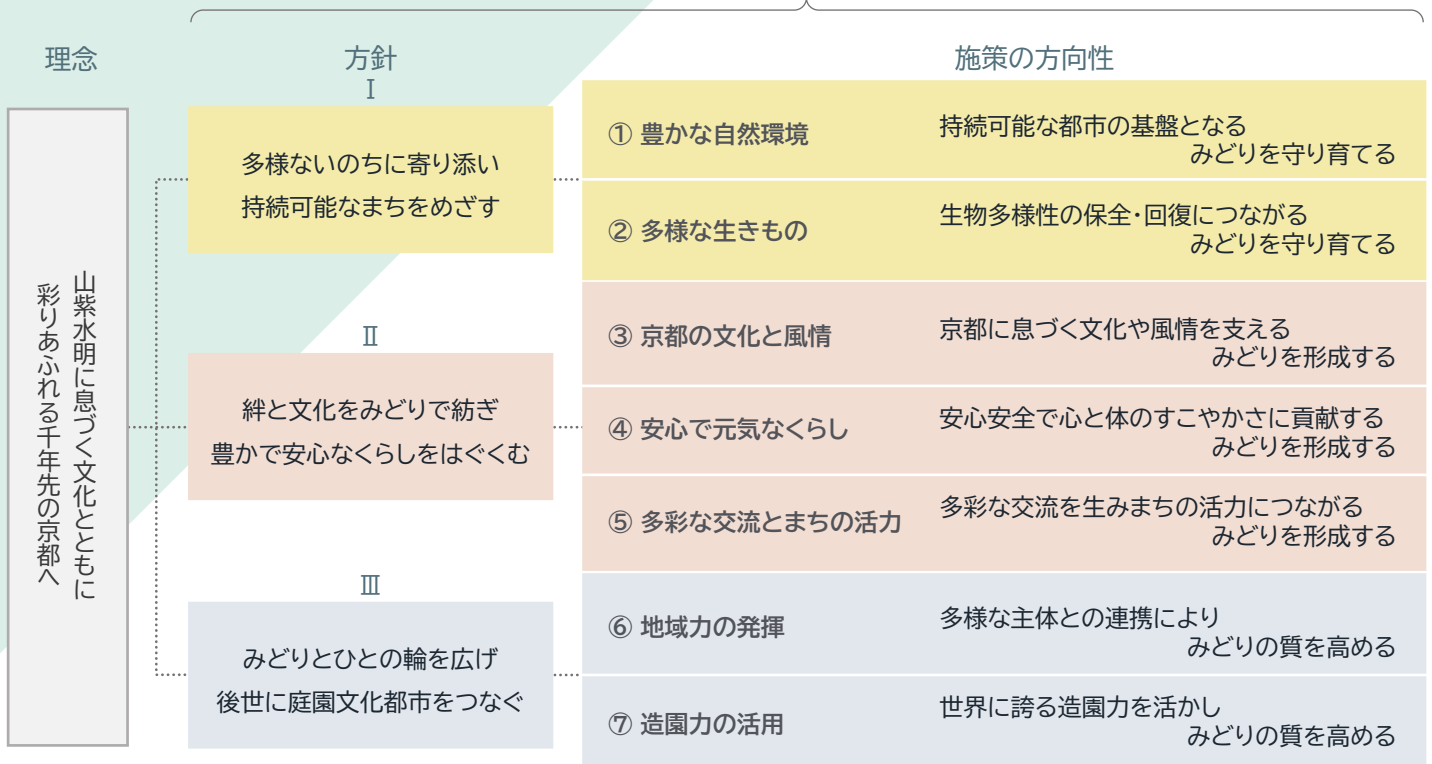 理念
方針
施策の方向性
山紫水明に息づく文化とともに
彩りあふれる千年先の京都へ
Ⅰ
多様ないのちに寄り添い
持続可能なまちをめざす
① 豊かな自然環境
持続可能な都市の基盤となる
みどりを守り育てる
② 多様な生きもの
生物多様性の保全・回復につながる
みどりを守り育てる
Ⅱ
絆と文化をみどりで紡ぎ
豊かで安心なくらしをはぐくむ
③ 京都の文化と風情
京都に息づく文化や風情を支える
みどりを形成する
④ 安心で元気なくらし
安心安全で心と体のすこやかさに貢献する
みどりを形成する
⑤ 多彩な交流とまちの活力
多彩な交流を生みまちの活力につながる
みどりを形成する
Ⅲ
みどりとひとの輪を広げ
後世に庭園文化都市をつなぐ
⑥ 地域力の発揮
多様な主体との連携により
みどりの質を高める
⑦ 造園力の活用
世界に誇る造園力を活かし
みどりの質を高める